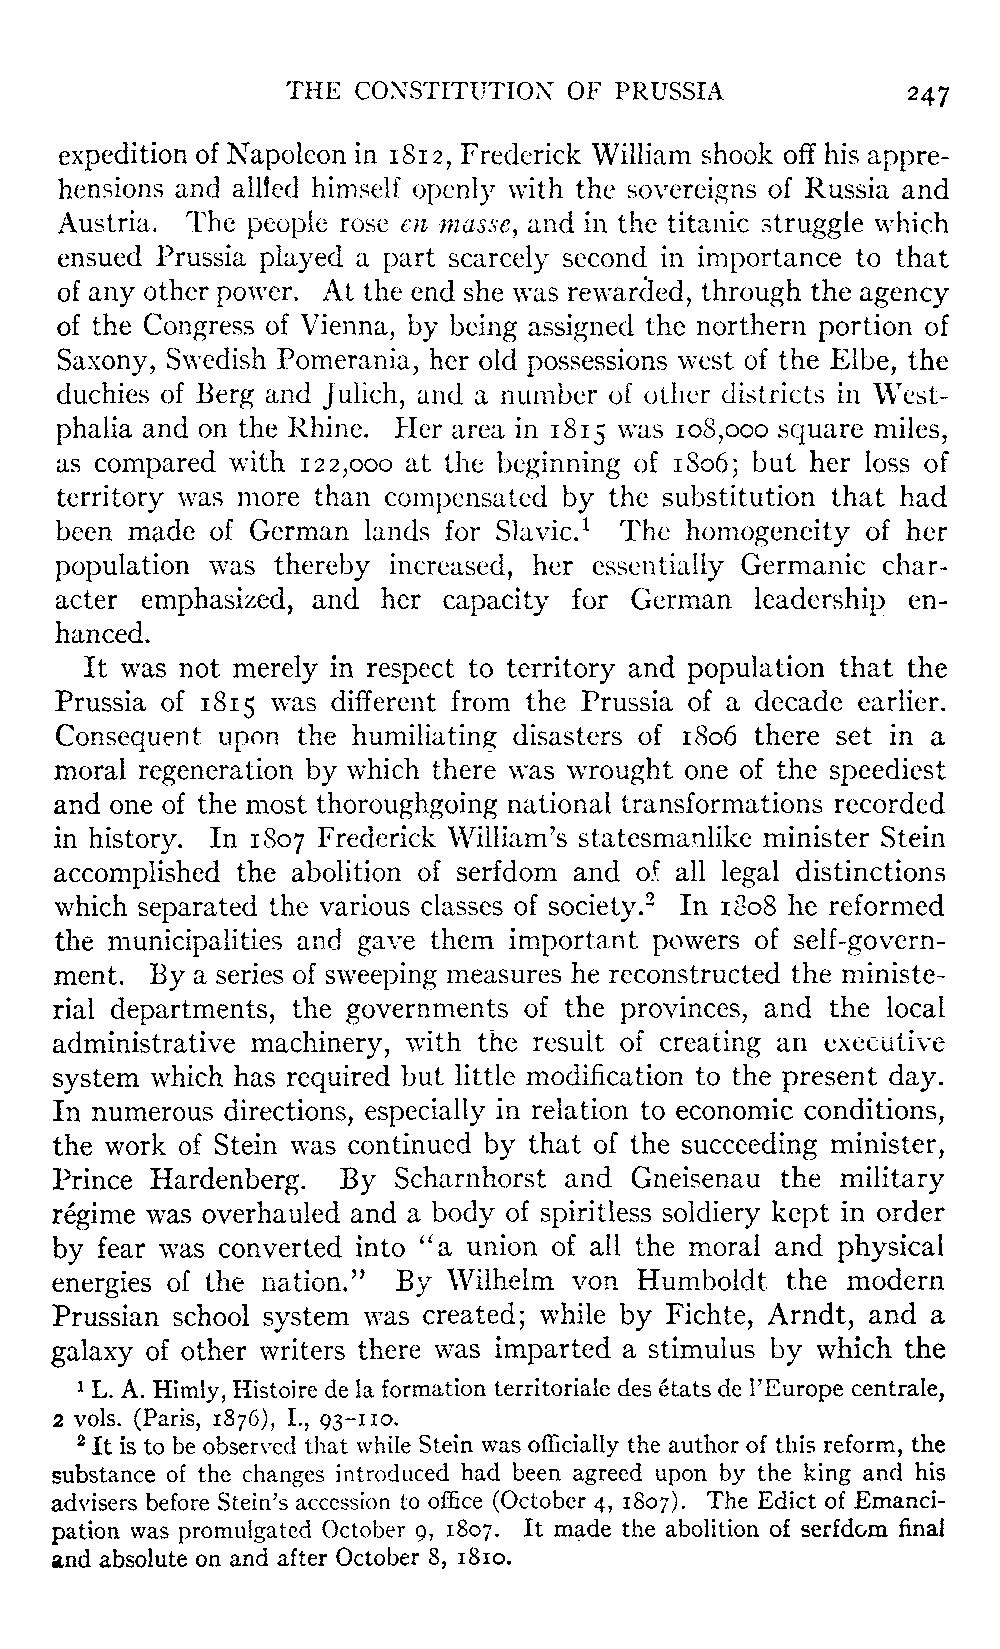 THE CONSTITUTION OF PRUSSIA 247
expedition of Napoleon in 1812, Frederick William shook off his appre-
hensions and allied himself openly with the sovereigns of Russia and
Austria. The people rose en masse, and in the titanic struggle which
ensued Prussia played a part scarcely second in importance to that
of any other power. At the end she was rewarded, through the agency
of the Congress of Vienna, by being assigned the northern portion of
Saxony, Swedish Pomerania, her old possessions west of the Elbe, the
duchies of Berg and Julich, and a number of other districts in West-
phalia and on the Rhine. Her area in 1815 was 108,000 square miles,
as compared with 122,000 at the beginning of 1806; but her loss of
territory was more than compensated by the substitution that had
been made of German lands for Slavic.¹ The homogeneity of her
population was thereby increased, her essentially Germanic char-
acter emphasized, and her capacity for German leadership en-
hanced.
It was not merely in respect to territory and population that the
Prussia of 1815 was different from the Prussia of a decade earlier.
Consequent upon the humiliating disasters of 1806 there set in a
moral regeneration by which there was wrought one of the speediest
and one of the most thoroughgoing national transformations recorded
in history. In 1807 Frederick William's statesmanlike minister Stein
accomplished the abolition of serfdom and of all legal distinctions
which separated the various classes of society.² In 1808 he reformed
the municipalities and gave them important powers of self-govern-
ment. By a series of sweeping measures he reconstructed the ministe-
rial departments, the governments of the provinces, and the local
administrative machinery, with the result of creating an executive
system which has required but little modification to the present day.
In numerous directions, especially in relation to economic conditions,
the work of Stein was continued by that of the succeeding minister,
Prince Hardenberg. By Scharnhorst and Gneisenau the military
régime was overhauled and a body of spiritless soldiery kept in order
by fear was converted into "a union of all the moral and physical
energies of the nation." By Wilhelm von Humboldt the modern
Prussian school system was created; while by Fichte, Arndt, and a
galaxy of other writers there was imparted a stimulus by which the
¹ L. A. Himly, Histoire de la formation territoriale des états de l'Europe centrale,
2 vols. (Paris, 1876), I., 93-110.
² It is to be observed that while Stein was officially the author of this reform, the
substance of the changes introduced had been agreed upon by the king and his
advisers before Stein's accession to office (October 4, 1807). The Edict of Emanci-
pation was promulgated October 9, 1807. It made the abolition of serfdom final
and absolute on and after October 8, 1810.